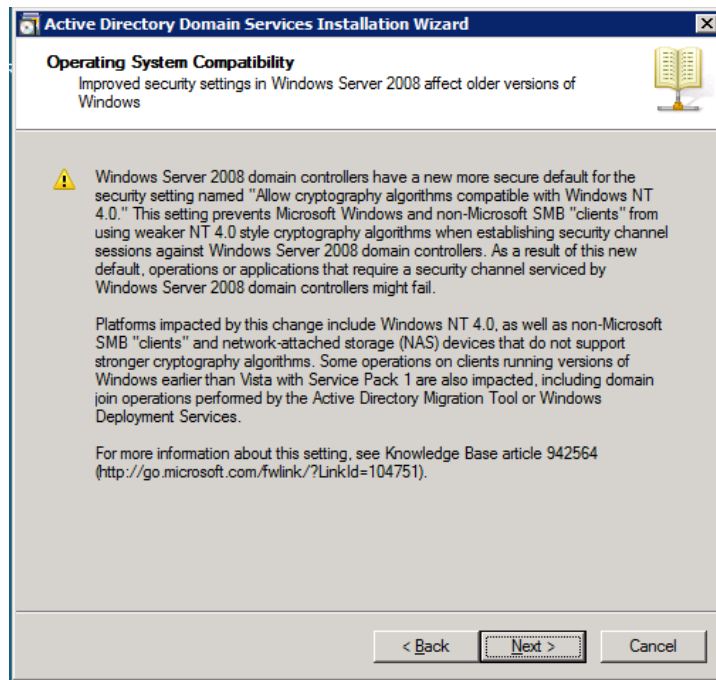 Active Directory Domain Services Installation Wizard
Operating System Compatibility
Improved security settings in Windows Server 2008 affect older versions of
Windows
Windows Server 2008 domain controllers have a new more secure default for the
security setting named "Allow cryptography algorithms compatible with Windows NT
4.0." This setting prevents Microsoft Windows and non-Microsoft SMB "clients" from
using weaker NT 4.0 style cryptography algorithms when establishing security channel
sessions against Windows Server 2008 domain controllers. As a result of this new
default, operations or applications that require a security channel serviced by
Windows Server 2008 domain controllers might fail.
Platforms impacted by this change include Windows NT 4.0, as well as non-Microsoft
SMB "clients" and network-attached storage (NAS) devices that do not support
stronger cryptography algorithms. Some operations on clients running versions of
Windows earlier than Vista with Service Pack 1 are also impacted, including domain
join operations performed by the Active Directory Migration Tool or Windows
Deployment Services.
For more information about this setting, see Knowledge Base article 942564
(http://go.microsoft.com/fwlink/?LinkId=104751).
< Back Next > Cancel